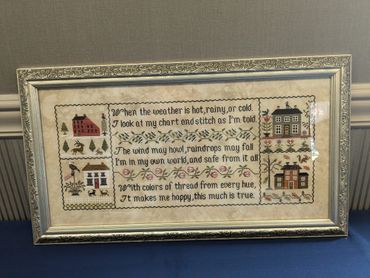 When the weather is hot, rainy, or cold.
I look at my chart and stitch as I'm told
The wind may howl, raindrops may fall
I'm in my own world, and safe from it all
With colors of thread from every hue,
It makes me happy, this much is true.